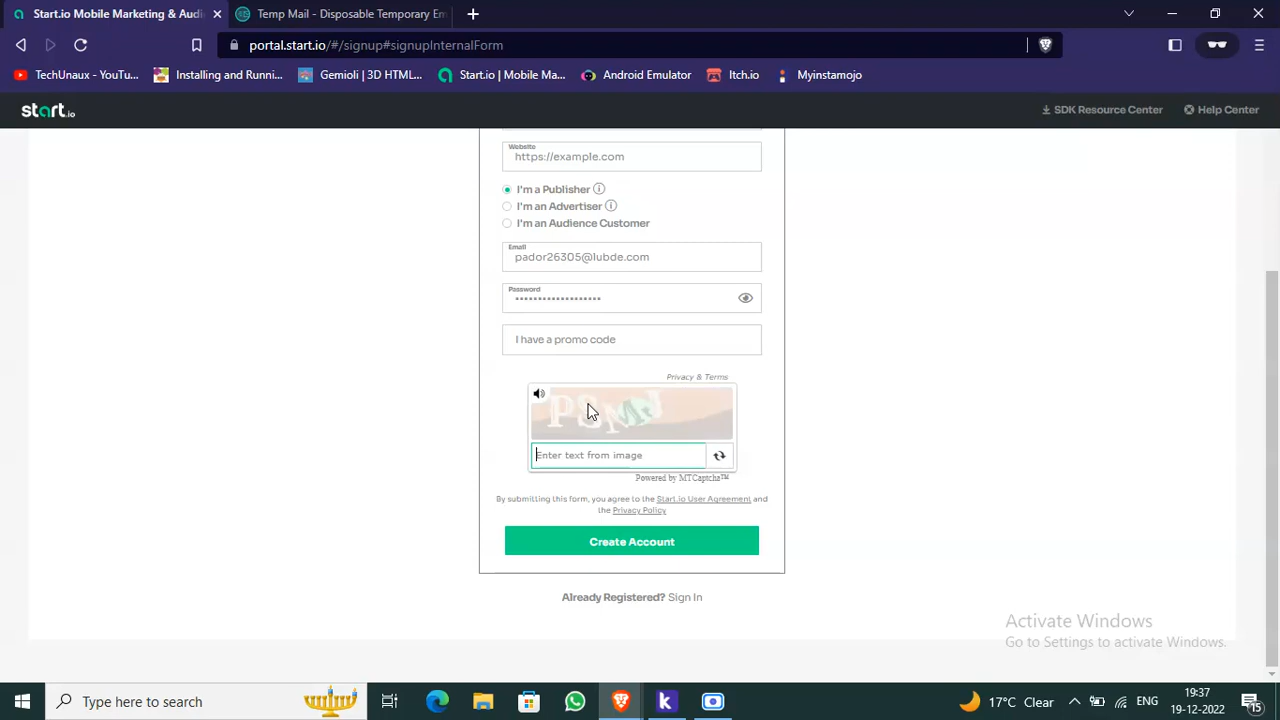 Start.io Mobile Marketing & Audi
Temp Mail - Disposable Temporary Em
portal.start.io/#/signup#signupInternalForm
TechUnaux - YouTu...
Installing and Runni...
Gemioli | 3D HTML...
Start.io | Mobile Ma...
Android Emulator
Itch.io
Myinstamojo
start.io
SDK Resource Center
Help Center
Website
https://example.com
I'm a Publisher
I'm an Advertiser
I'm an Audience Customer
Email
pador26305@lubde.com
Password
I have a promo code
Privacy & Terms
Enter text from image
Powered by MTCaptcha™
By submitting this form, you agree to the Start.io User Agreement and
the Privacy Policy
Create Account
Already Registered? Sign In
Activate Windows
Go to Settings to activate Windows.
Type here to search
17°C Clear
ENG
19:37
19-12-2022
15